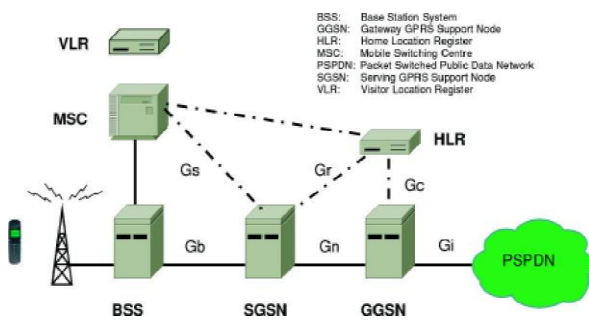 BSS: Base Station System
GGSN: Gateway GPRS Support Node
HLR: Home Location Register
MSC: Mobile Switching Centre
PSPDN: Packet Switched Public Data Network
SGSN: Serving GPRS Support Node
VLR: Visitor Location Register
VLR
MSC
HLR
Gs
Gr
Gc
Gb
Gn
Gi
PSPDN
BSS
SGSN
GGSN